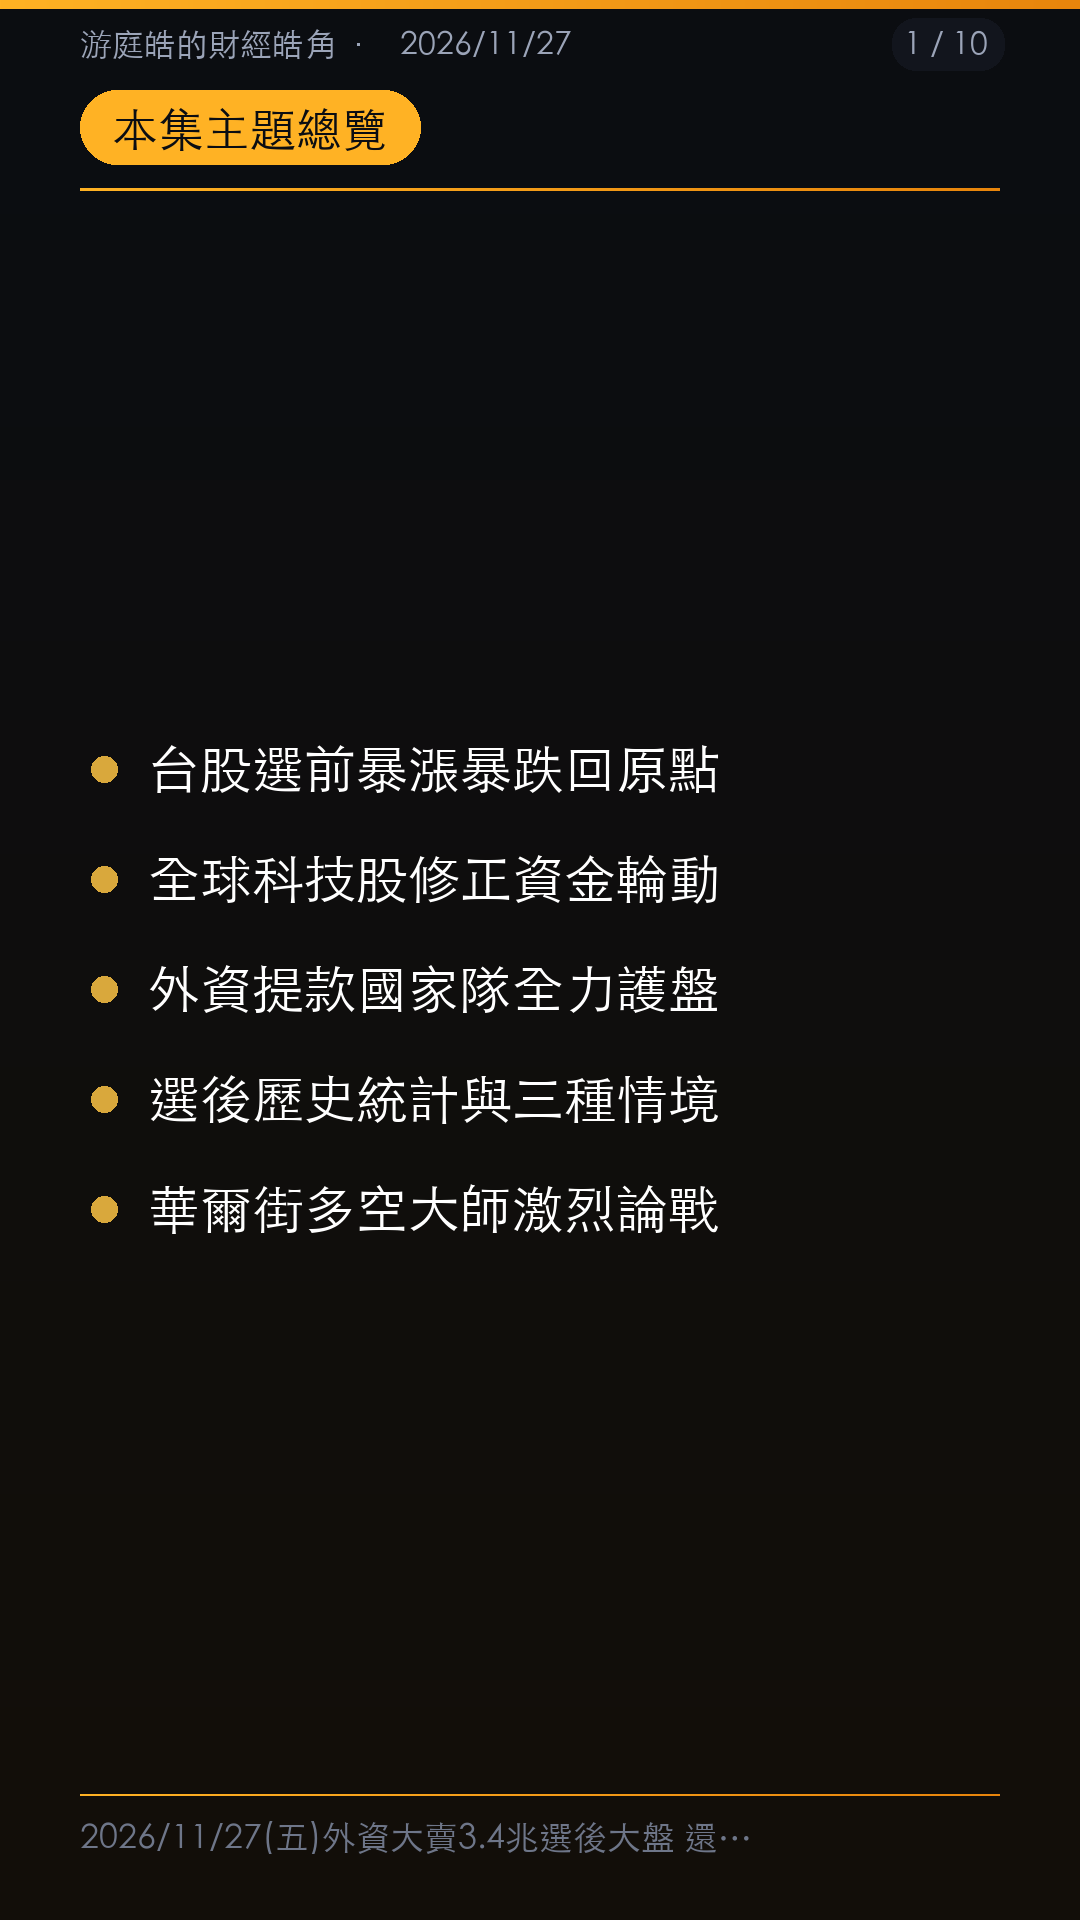 游庭皓的財經皓角 · 2026/11/27
1 / 10
本集主題總覽
台股選前暴漲暴跌回原點
全球科技股修正資金輪動
外資提款國家隊全力護盤
選後歷史統計與三種情境
華爾街多空大師激烈論戰
2026/11/27(五)外資大賣3.4兆選後大盤 還⋯